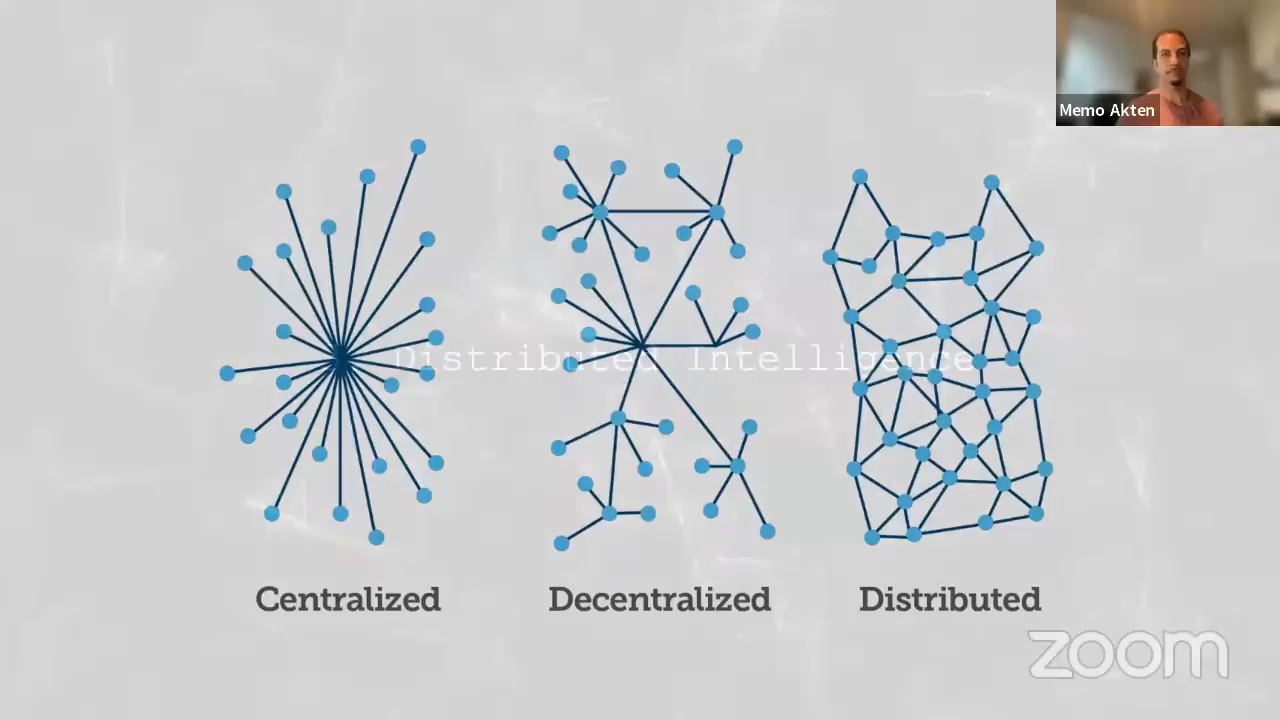 Memo Akten
Distributed Intelligence
Centralized
Decentralized
Distributed
zoom